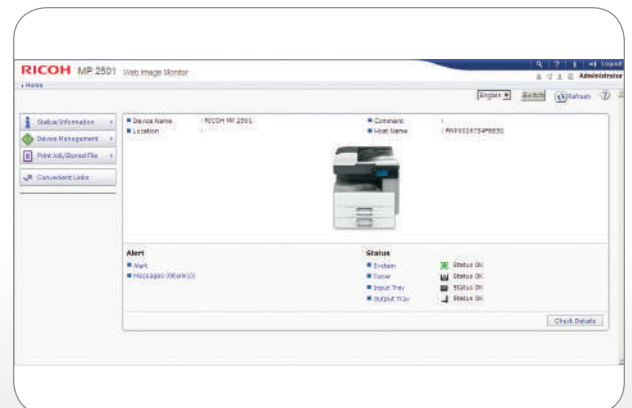 RICOH MP 2501 Web Image Monitor
Logout
Administrator
Home
English Switch Refresh
Status/Information
Device Management
Print Job/Stored File
Convenient Links
Device Name : RICOH MP 2501
Location :
Comment :
Host Name
Alert
Alert
Messages
Status
System Status OK
Toner Status OK
Input Tray Status OK
Output Tray Status OK
Check Details